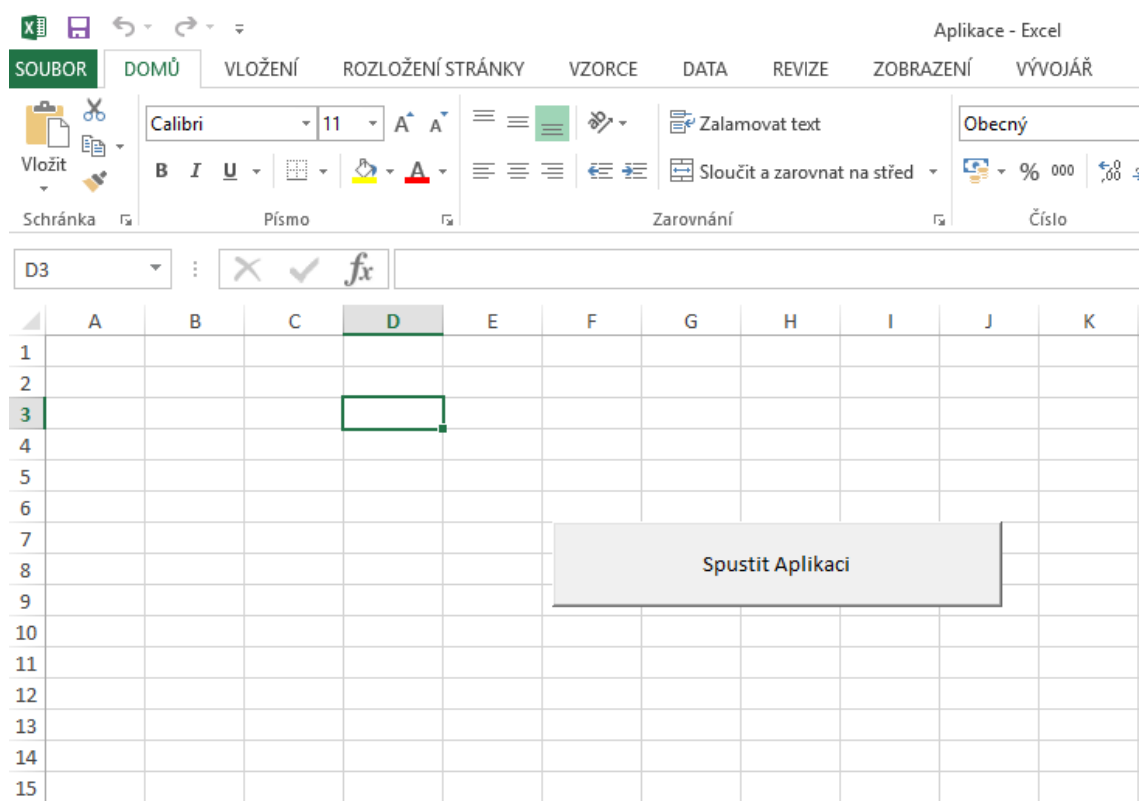 Aplikace - Excel
SOUBOR DOMŮ VLOŽENÍ ROZLOŽENÍ STRÁNKY VZORCE DATA REVIZE ZOBRAZENÍ VÝVOJÁŘ
Calibri 11 A A Zalamovat text Obecný
Vložit B I U A Sloučit a zarovnat na střed % 000 ,00
Schránka Písmo Zarovnání Číslo
D3 fx
A B C D E F G H I J K
1
2
3
4
5
6
7
8 Spustit Aplikaci
9
10
11
12
13
14
15